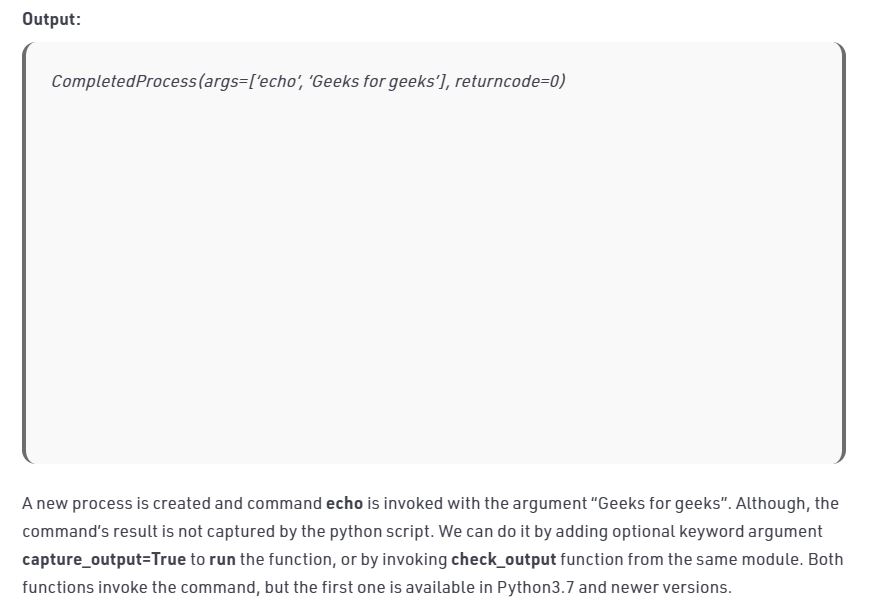 Output:
CompletedProcess(args=[‘echo’, ‘Geeks for geeks’], returncode=0)
A new process is created and command echo is invoked with the argument “Geeks for geeks”. Although, the
command’s result is not captured by the python script. We can do it by adding optional keyword argument
capture_output=True to run the function, or by invoking check_output function from the same module. Both
functions invoke the command, but the first one is available in Python3.7 and newer versions.